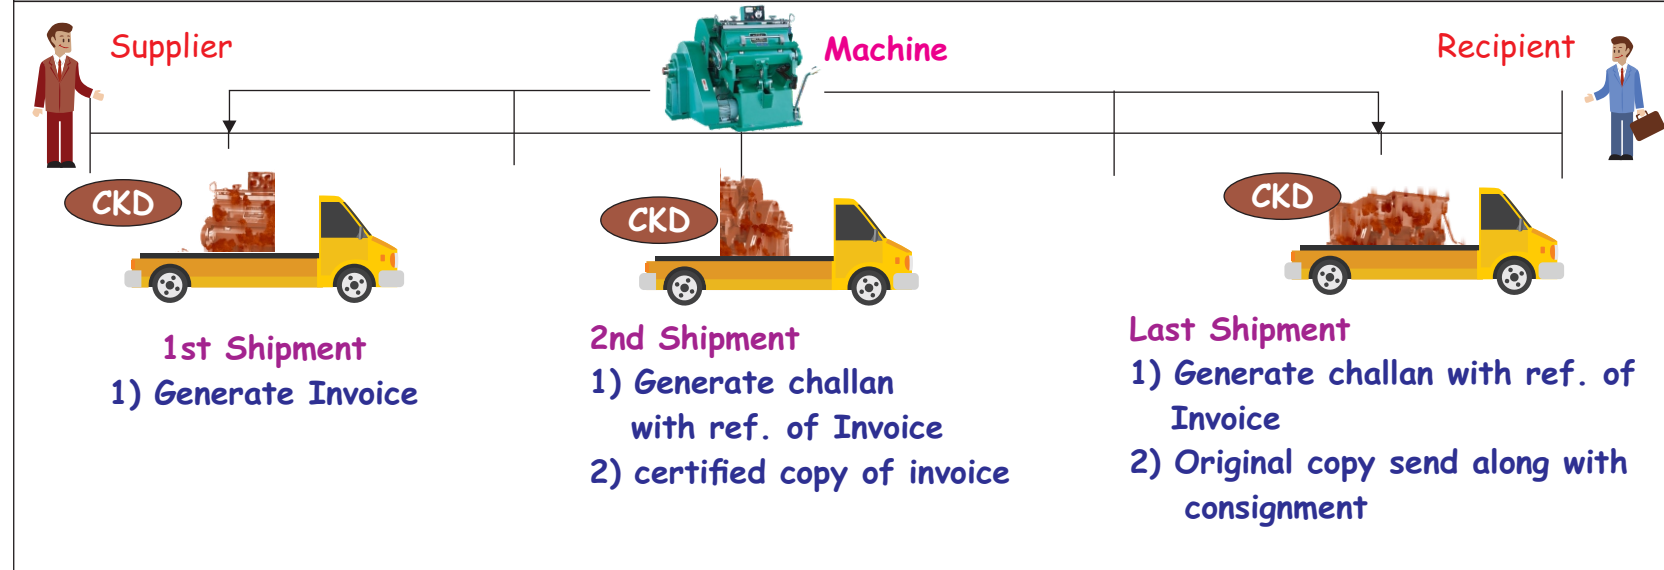 Supplier
Machine
Recipient
CKD
CKD
CKD
1st Shipment
1) Generate Invoice
2nd Shipment
1) Generate challan
with ref. of Invoice
2) certified copy of invoice
Last Shipment
1) Generate challan with ref. of
Invoice
2) Original copy send along with
consignment